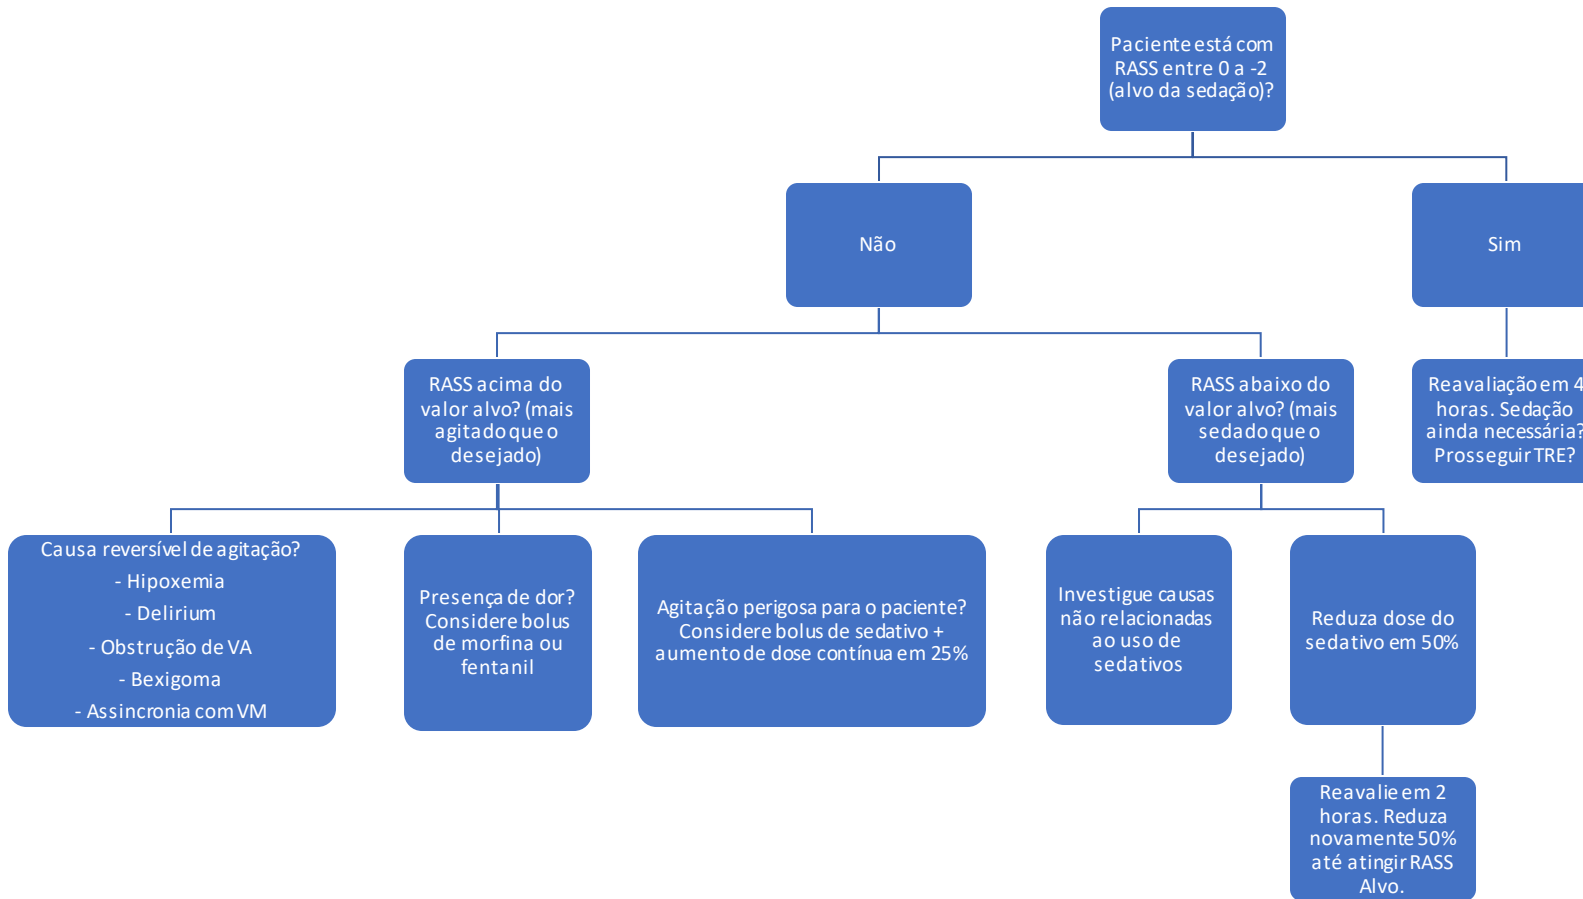 Paciente está com
RASS entre 0 a -2
(alvo da sedação)?
Não
Sim
RASS acima do
valor alvo? (mais
agitado que o
desejado)
RASS abaixo do
valor alvo? (mais
sedado que o
desejado)
Reavaliação em 4
horas. Sedação
ainda necessária?
Prosseguir TRE?
Causa reversível de agitação?
- Hipoxemia
- Delirium
- Obstrução de VA
- Bexigoma
- Assincronia com VM
Presença de dor?
Considere bolus
de morfina ou
fentanil
Agitação perigosa para o paciente?
Considere bolus de sedativo +
aumento de dose contínua em 25%
Investigue causas
não relacionadas
ao uso de
sedativos
Reduza dose do
sedativo em 50%
Reavalie em 2
horas. Reduza
novamente 50%
até atingir RASS
Alvo.